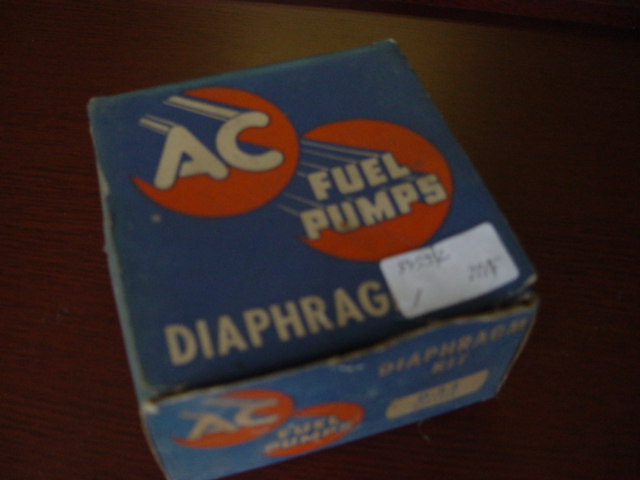 AC
FUEL
PUMPS
DIAPHRAG
DIAPHRAGM
KIT
AC
FUEL
PUMPS